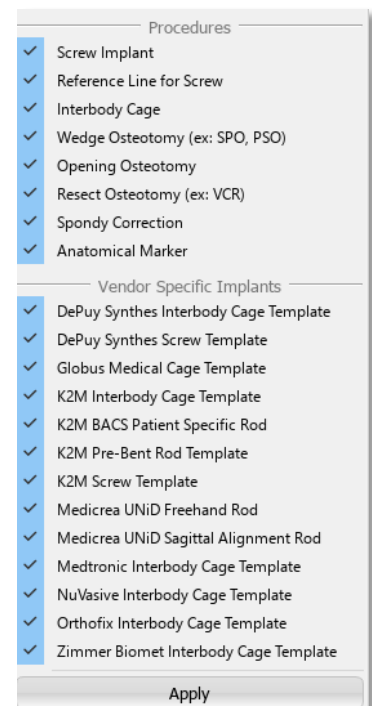 Procedures
Screw Implant
Reference Line for Screw
Interbody Cage
Wedge Osteotomy (ex: SPO, PSO)
Opening Osteotomy
Resect Osteotomy (ex: VCR)
Spondy Correction
Anatomical Marker
Vendor Specific Implants
DePuy Synthes Interbody Cage Template
DePuy Synthes Screw Template
Globus Medical Cage Template
K2M Interbody Cage Template
K2M BACS Patient Specific Rod
K2M Pre-Bent Rod Template
K2M Screw Template
Medicrea UNiD Freehand Rod
Medicrea UNiD Sagittal Alignment Rod
Medtronic Interbody Cage Template
NuVasive Interbody Cage Template
Orthofix Interbody Cage Template
Zimmer Biomet Interbody Cage Template
Apply